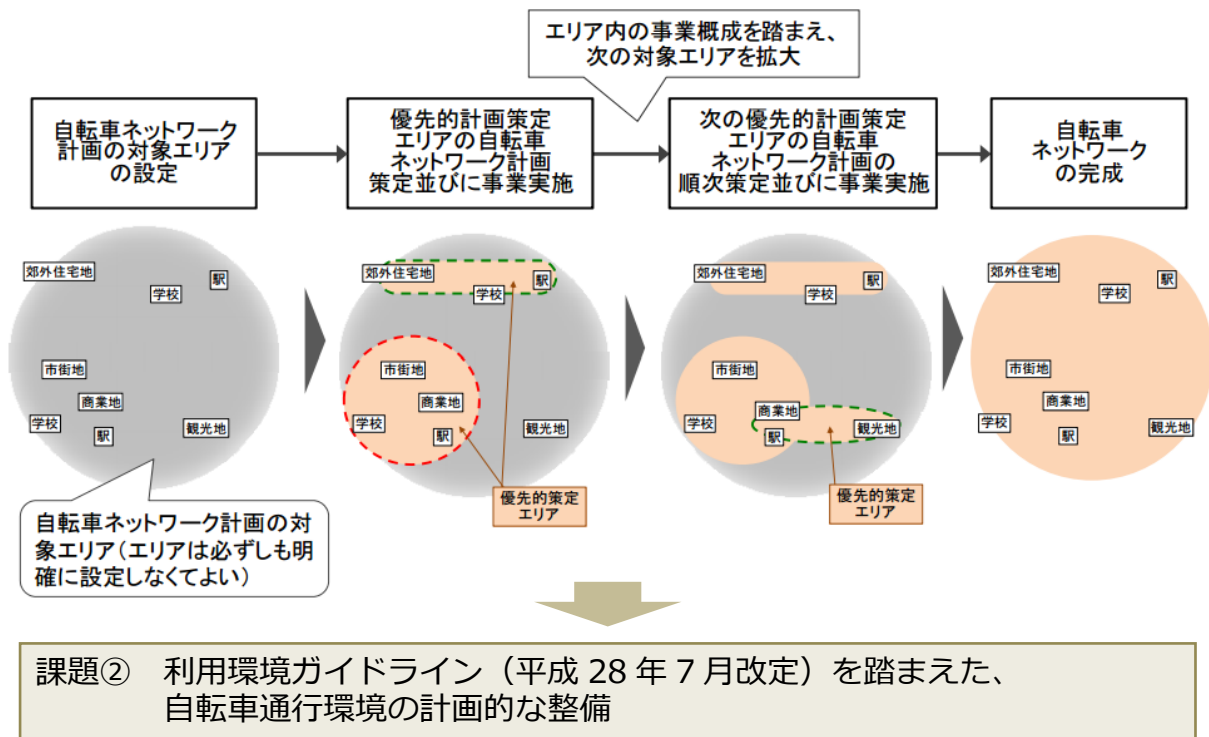 エリア内の事業概成を踏まえ、
次の対象エリアを拡大
自転車ネットワーク
計画の対象エリア
の設定
優先的計画策定
エリアの自転車
ネットワーク計画
策定並びに事業実施
次の優先的計画策定
エリアの自転車
ネットワーク計画の
順次策定並びに事業実施
自転車
ネットワーク
の完成
郊外住宅地
駅
学校
市街地
商業地
学校
駅
観光地
郊外住宅地
駅
学校
市街地
商業地
学校
駅
観光地
優先的策定
エリア
郊外住宅地
駅
学校
市街地
商業地
学校
駅
観光地
優先的策定
エリア
郊外住宅地
駅
学校
市街地
商業地
学校
駅
観光地
自転車ネットワーク計画の対
象エリア(エリアは必ずしも明
確に設定しなくてよい)
課題② 利用環境ガイドライン（平成 28 年 7 月改定）を踏まえた、
自転車通行環境の計画的な整備